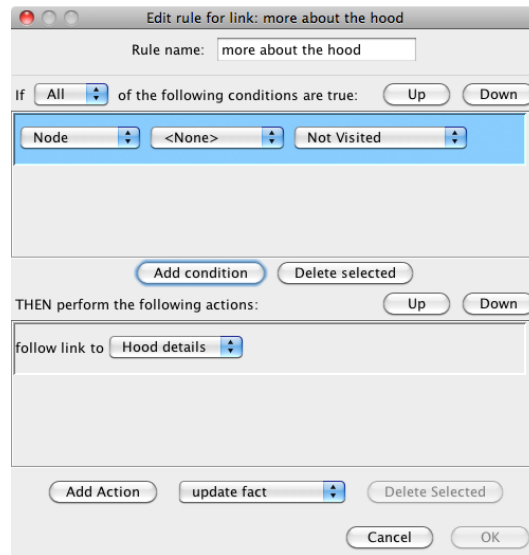 Edit rule for link: more about the hood
Rule name: more about the hood
If All of the following conditions are true: Up Down
Node <None> Not Visited
Add condition Delete selected
THEN perform the following actions: Up Down
follow link to Hood details
Add Action update fact Delete Selected
Cancel OK